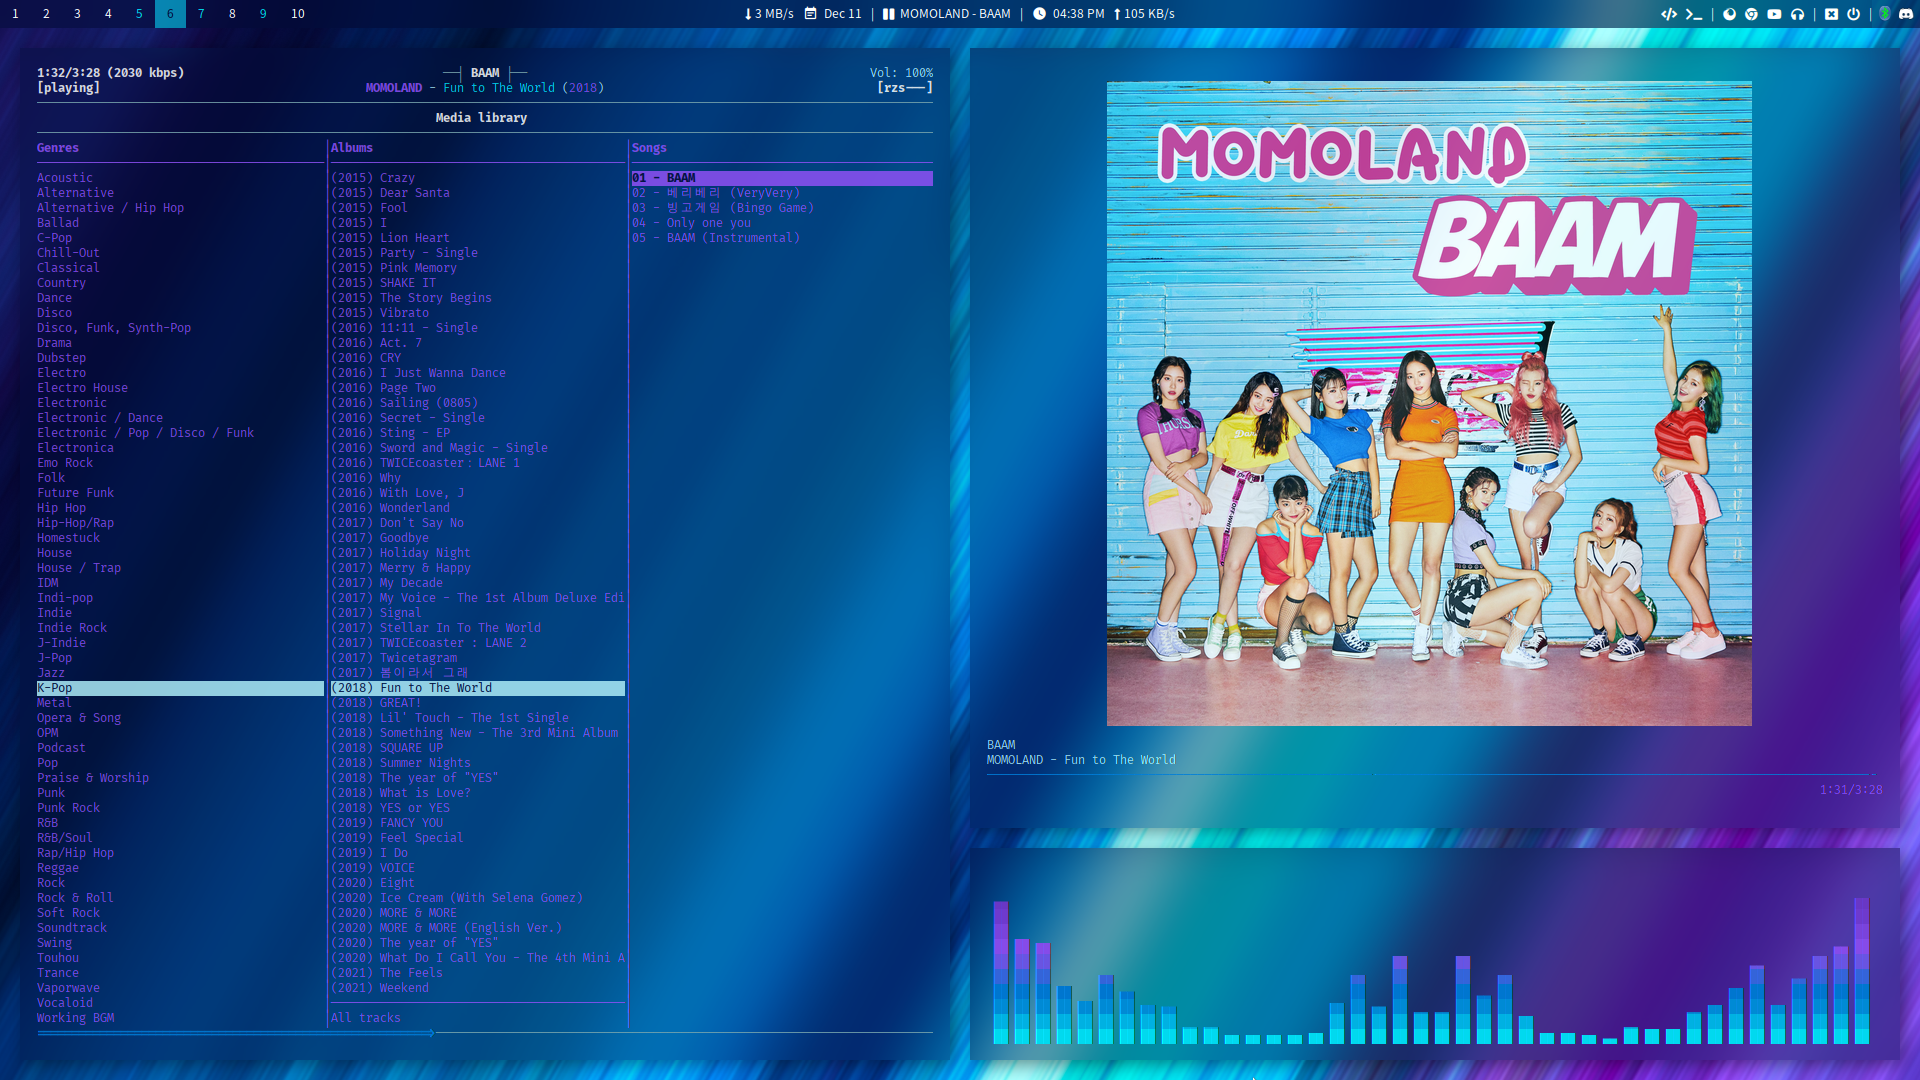 1 2 3 4 5 6 7 8 9 10
3 MB/s Dec 11 | MOMOLAND - BAAM | 04:38 PM 105 KB/s
1:32/3:28 (2030 kbps)
BAAM
Vol: 100%
[playing]
MOMOLAND - Fun to The World (2018)
[rzs——]
Media library
Genres
Acoustic
Alternative
Alternative / Hip Hop
Ballad
C-Pop
Chill-Out
Classical
Country
Dance
Disco
Disco, Funk, Synth-Pop
Drama
Dubstep
Electro
Electro House
Electronic
Electronic / Dance
Electronic / Pop / Disco / Funk
Electronica
Emo Rock
Folk
Future Funk
Hip Hop
Hip-Hop/Rap
Homestuck
House
House / Trap
IDM
Indi-pop
Indie
Indie Rock
J-Indie
J-Pop
Jazz
K-Pop
Metal
Opera & Song
OPM
Podcast
Pop
Praise & Worship
Punk
Punk Rock
R&B
R&B/Soul
Rap/Hip Hop
Reggae
Rock
Rock & Roll
Soft Rock
Soundtrack
Swing
Touhou
Trance
Vaporwave
Vocaloid
Working BGM
Albums
(2015) Crazy
(2015) Dear Santa
(2015) Fool
(2015) I
(2015) Lion Heart
(2015) Party - Single
(2015) Pink Memory
(2015) SHAKE IT
(2015) The Story Begins
(2015) Vibrato
(2016) 11:11 - Single
(2016) Act. 7
(2016) CRY
(2016) I Just Wanna Dance
(2016) Page Two
(2016) Sailing (0805)
(2016) Secret - Single
(2016) Sting - EP
(2016) Sword and Magic - Single
(2016) TWICEcoaster : LANE 1
(2016) Why
(2016) With Love, J
(2016) Wonderland
(2017) Don't Say No
(2017) Goodbye
(2017) Holiday Night
(2017) Merry & Happy
(2017) My Decade
(2017) My Voice - The 1st Album Deluxe Edi
(2017) Signal
(2017) Stellar In To The World
(2017) TWICEcoaster : LANE 2
(2017) Twicetagram
(2017) 봄이라서 그래
(2018) Fun to The World
(2018) GREAT!
(2018) Lil' Touch - The 1st Single
(2018) Something New - The 3rd Mini Album
(2018) SQUARE UP
(2018) Summer Nights
(2018) The year of "YES"
(2018) What is Love?
(2018) YES or YES
(2019) FANCY YOU
(2019) Feel Special
(2019) I Do
(2019) VOICE
(2020) Eight
(2020) Ice Cream (With Selena Gomez)
(2020) MORE & MORE
(2020) MORE & MORE (English Ver.)
(2020) The year of "YES"
(2020) What Do I Call You - The 4th Mini A
(2021) The Feels
(2021) Weekend
All tracks
Songs
01 - BAAM
02 - 베리베리 (VeryVery)
03 - 빙고게임 (Bingo Game)
04 - Only one you
05 - BAAM (Instrumental)
MOMOLAND
BAAM
BAAM
MOMOLAND - Fun to The World
1:31/3:28